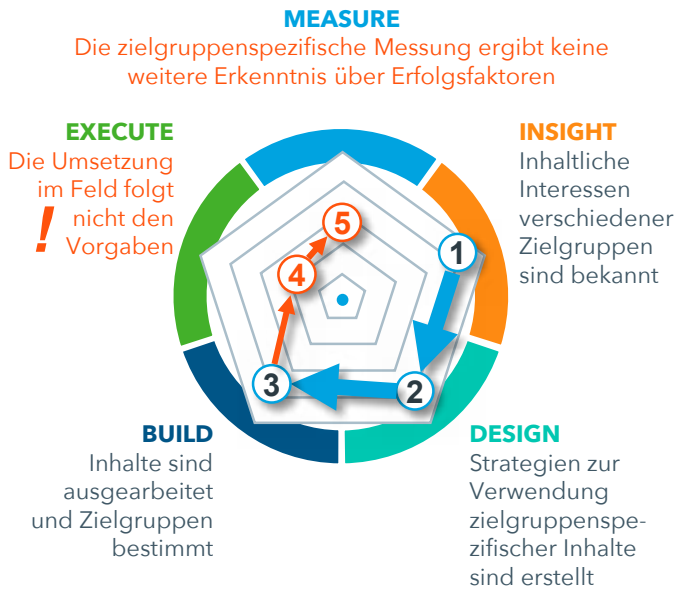 MEASURE
Die zielgruppenspezifische Messung ergibt keine
weitere Erkenntnis über Erfolgsfaktoren
EXECUTE
Die Umsetzung
im Feld folgt
nicht den
Vorgaben
!
INSIGHT
Inhaltliche
Interessen
verschiedener
Zielgruppen
sind bekannt
5
1
4
3
2
BUILD
Inhalte sind
ausgearbeitet
und Zielgruppen
bestimmt
DESIGN
Strategien zur
Verwendung
zielgruppenspe-
zifischer Inhalte
sind erstellt